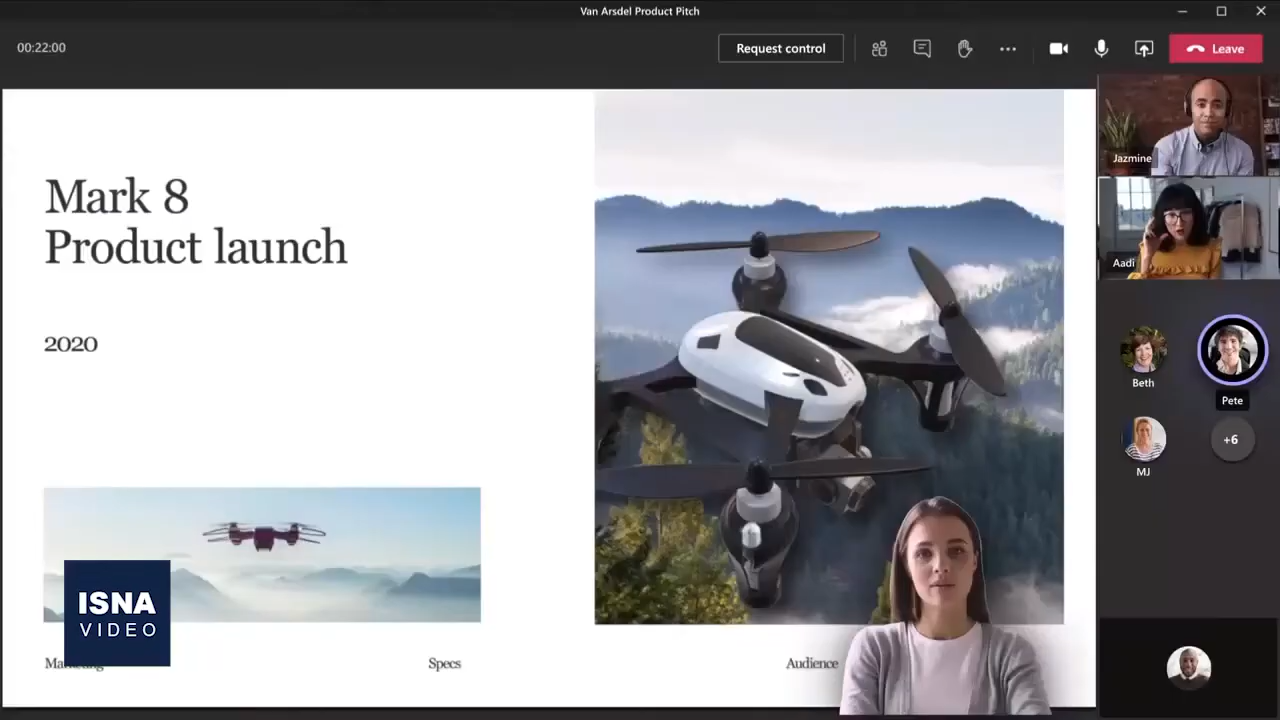 Van Arsdel Product Pitch
00:22:00
Request control
Leave
Mark 8
Product launch
2020
Jazmine
Aadi
Beth
Pete
MJ
+6
ISNA
VIDEO
Marketing
Specs
Audience